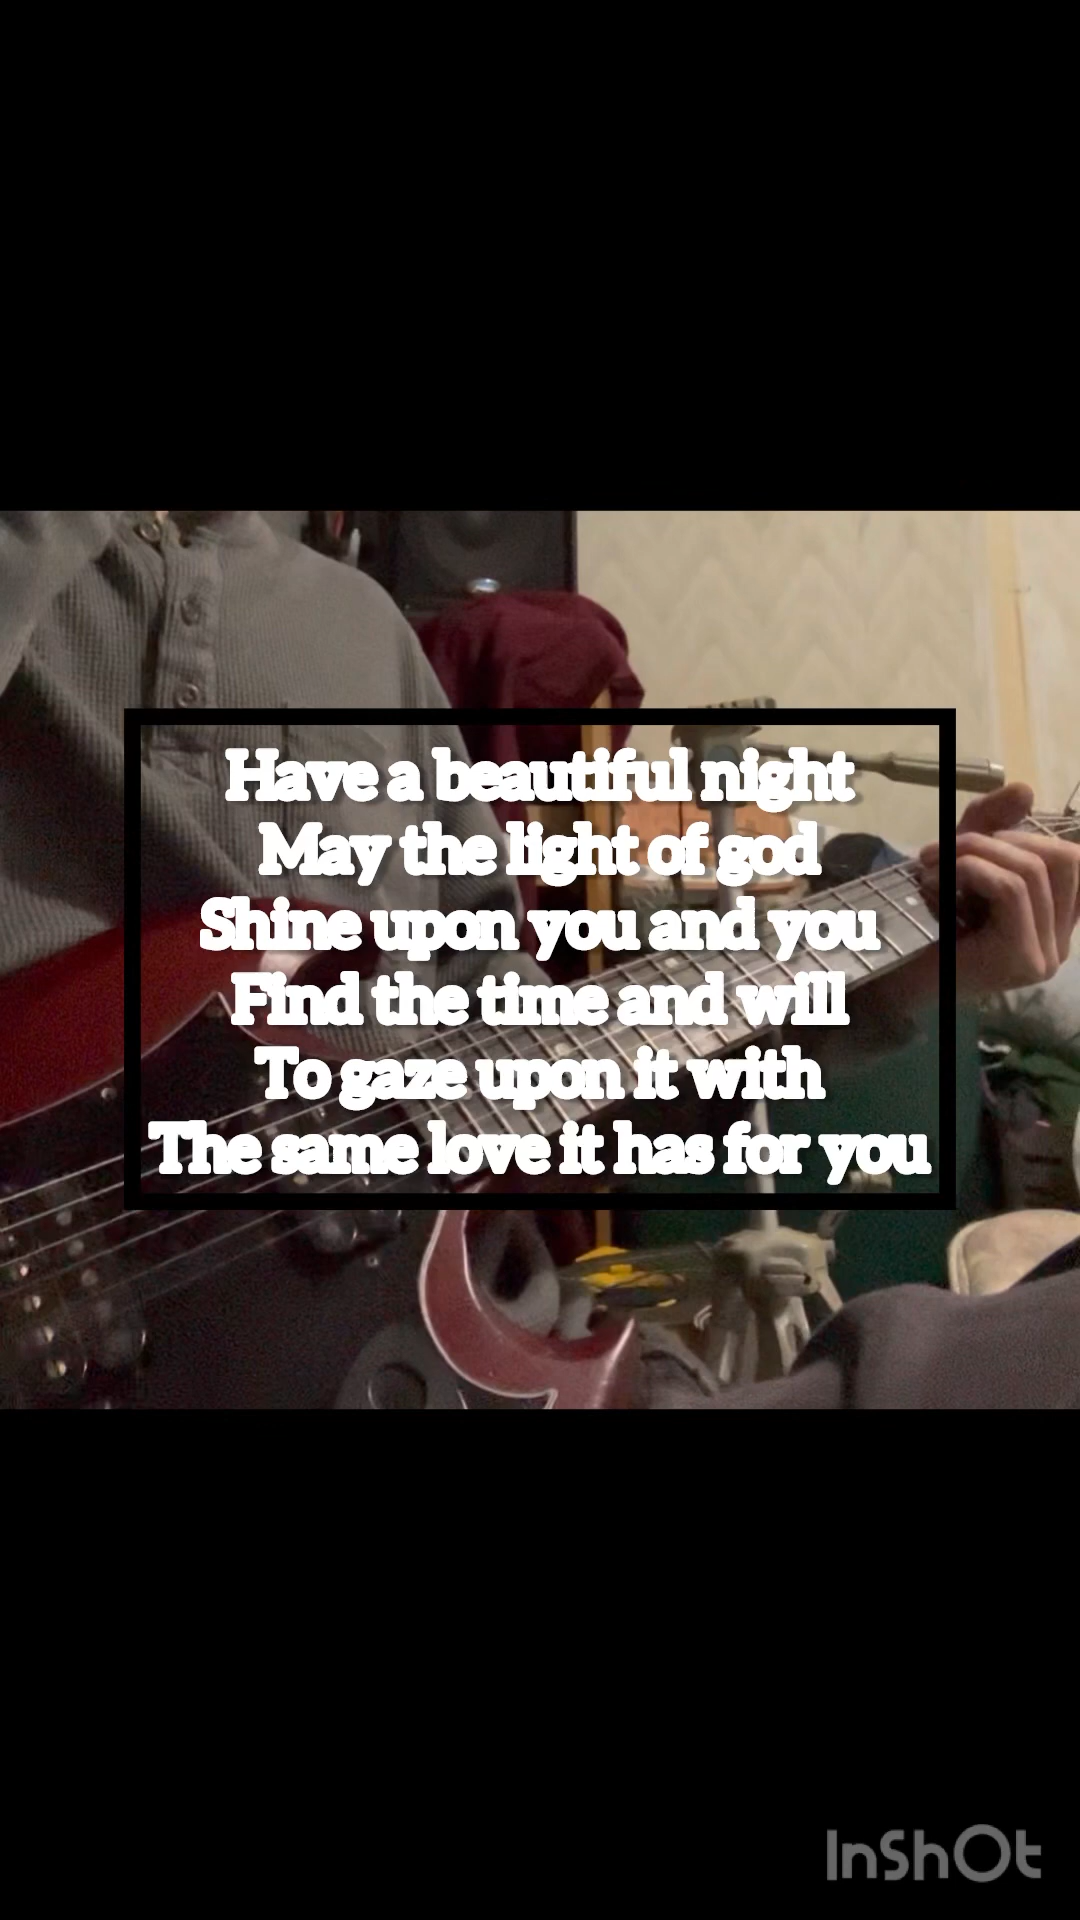 Have a beautiful night
May the light of god
Shine upon you and you
Find the time and will
To gaze upon it with
The same love it has for you
InShOt